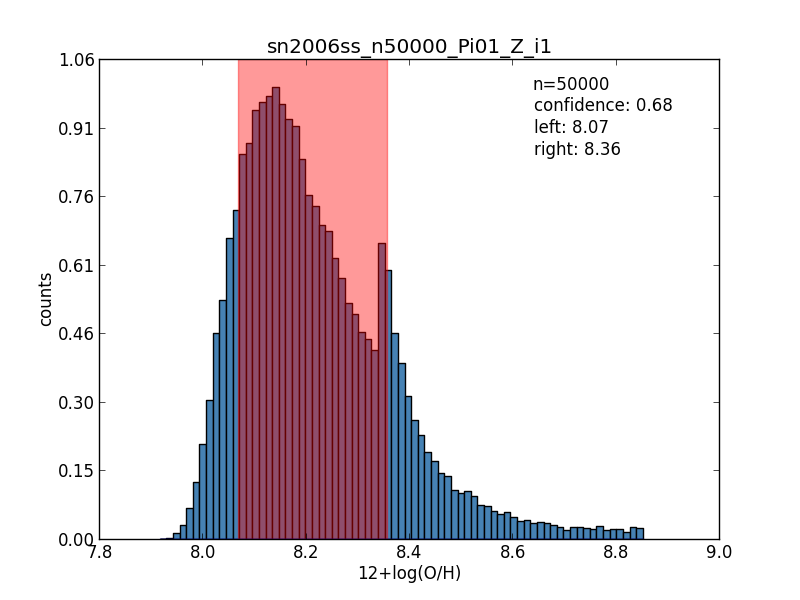 sn2006ss_n50000_Pi01_Z_i1
1.06
0.91
0.76
0.61
0.46
0.30
0.15
0.00
counts
n=50000
confidence: 0.68
left: 8.07
right: 8.36
7.8 8.0 8.2 8.4 8.6 8.8 9.0
12+log(O/H)